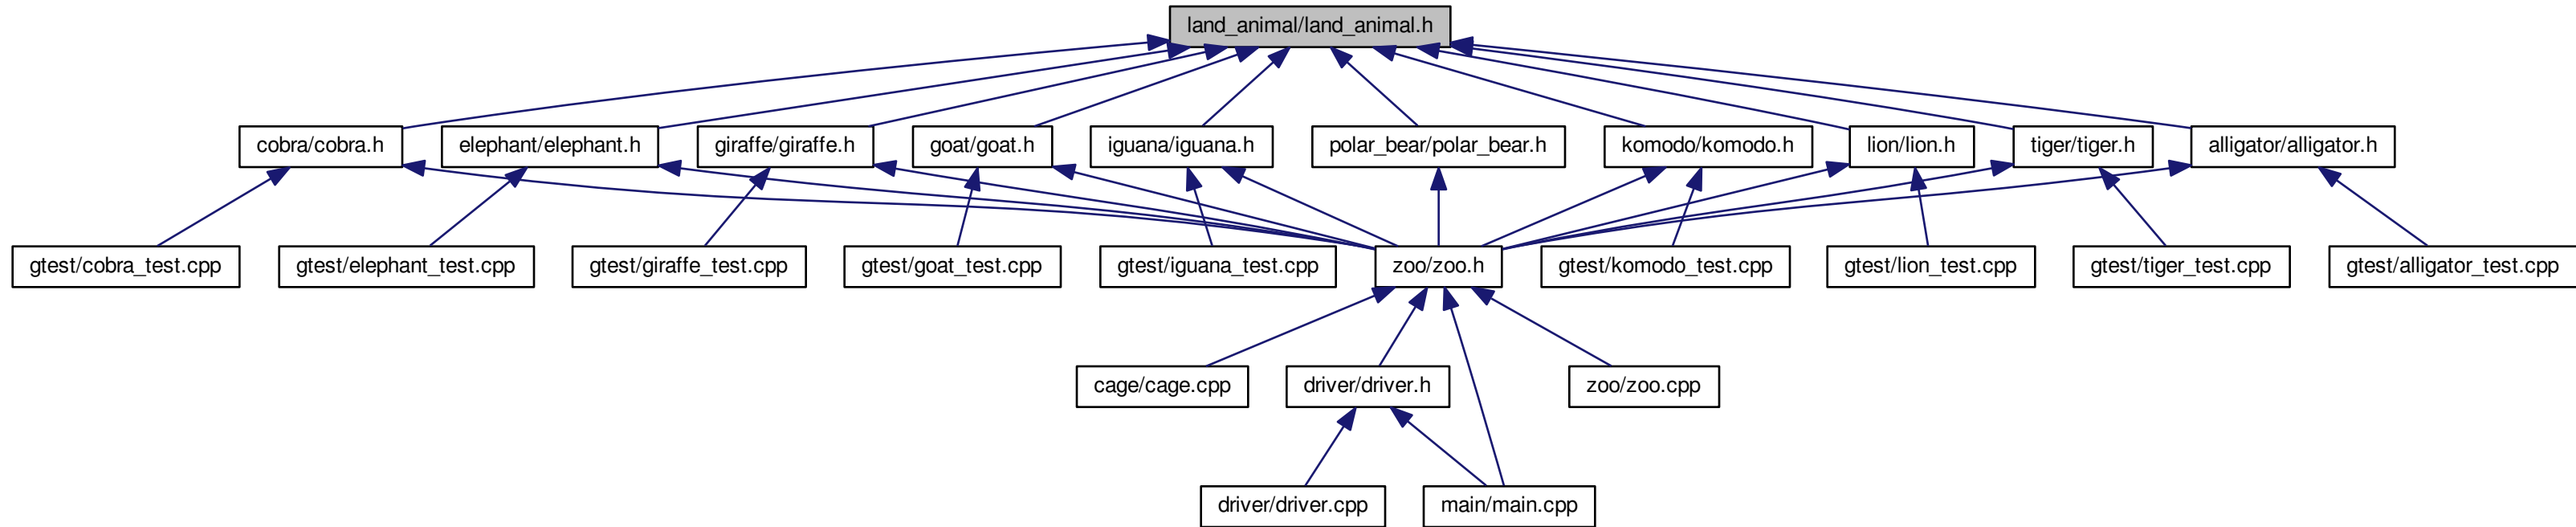 land_animal/land_animal.h
cobra/cobra.h
elephant/elephant.h
giraffe/giraffe.h
goat/goat.h
iguana/iguana.h
polar_bear/polar_bear.h
komodo/komodo.h
lion/lion.h
tiger/tiger.h
alligator/alligator.h
gtest/cobra_test.cpp
gtest/elephant_test.cpp
gtest/giraffe_test.cpp
gtest/goat_test.cpp
gtest/iguana_test.cpp
zoo/zoo.h
gtest/komodo_test.cpp
gtest/lion_test.cpp
gtest/tiger_test.cpp
gtest/alligator_test.cpp
cage/cage.cpp
driver/driver.h
zoo/zoo.cpp
driver/driver.cpp
main/main.cpp